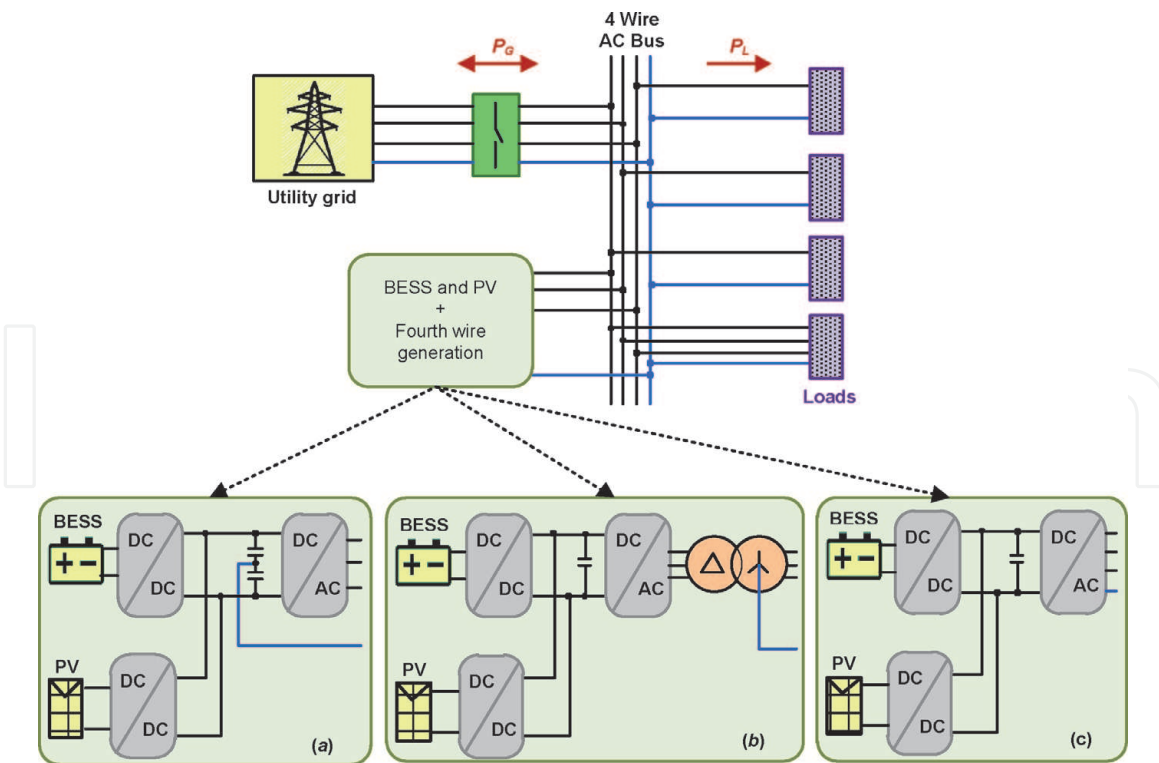 4 Wire
AC Bus
P_G
P_L
Utility grid
BESS and PV
+
Fourth wire
generation
Loads
BESS
DC
DC
DC
AC
PV
DC
DC
(a)
BESS
DC
DC
DC
AC
PV
DC
DC
(b)
BESS
DC
DC
DC
AC
PV
DC
DC
(c)